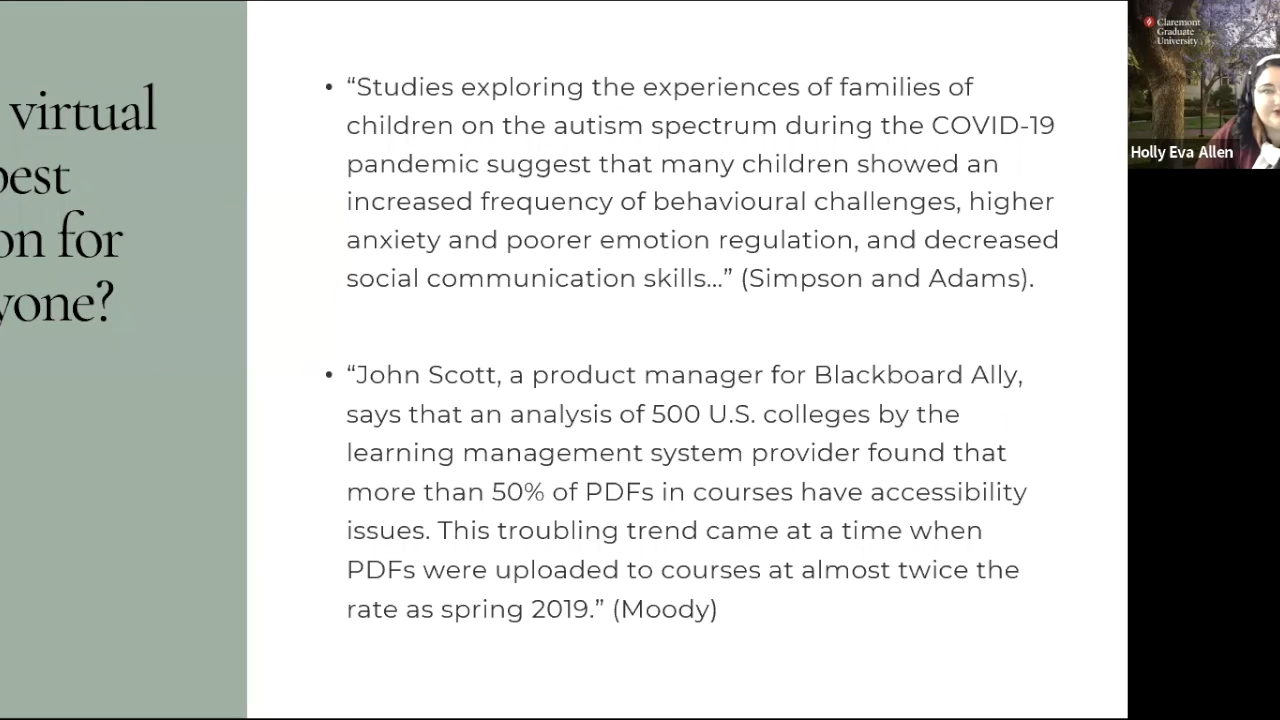 virtual
on for
• “Studies exploring the experiences of families of
children on the autism spectrum during the COVID-19
pandemic suggest that many children showed an
increased frequency of behavioural challenges, higher
anxiety and poorer emotion regulation, and decreased
social communication skills...” (Simpson and Adams).
• “John Scott, a product manager for Blackboard Ally,
says that an analysis of 500 U.S. colleges by the
learning management system provider found that
more than 50% of PDFs in courses have accessibility
issues. This troubling trend came at a time when
PDFs were uploaded to courses at almost twice the
rate as spring 2019.” (Moody)
Claremont
Graduate
University
Holly Eva Allen